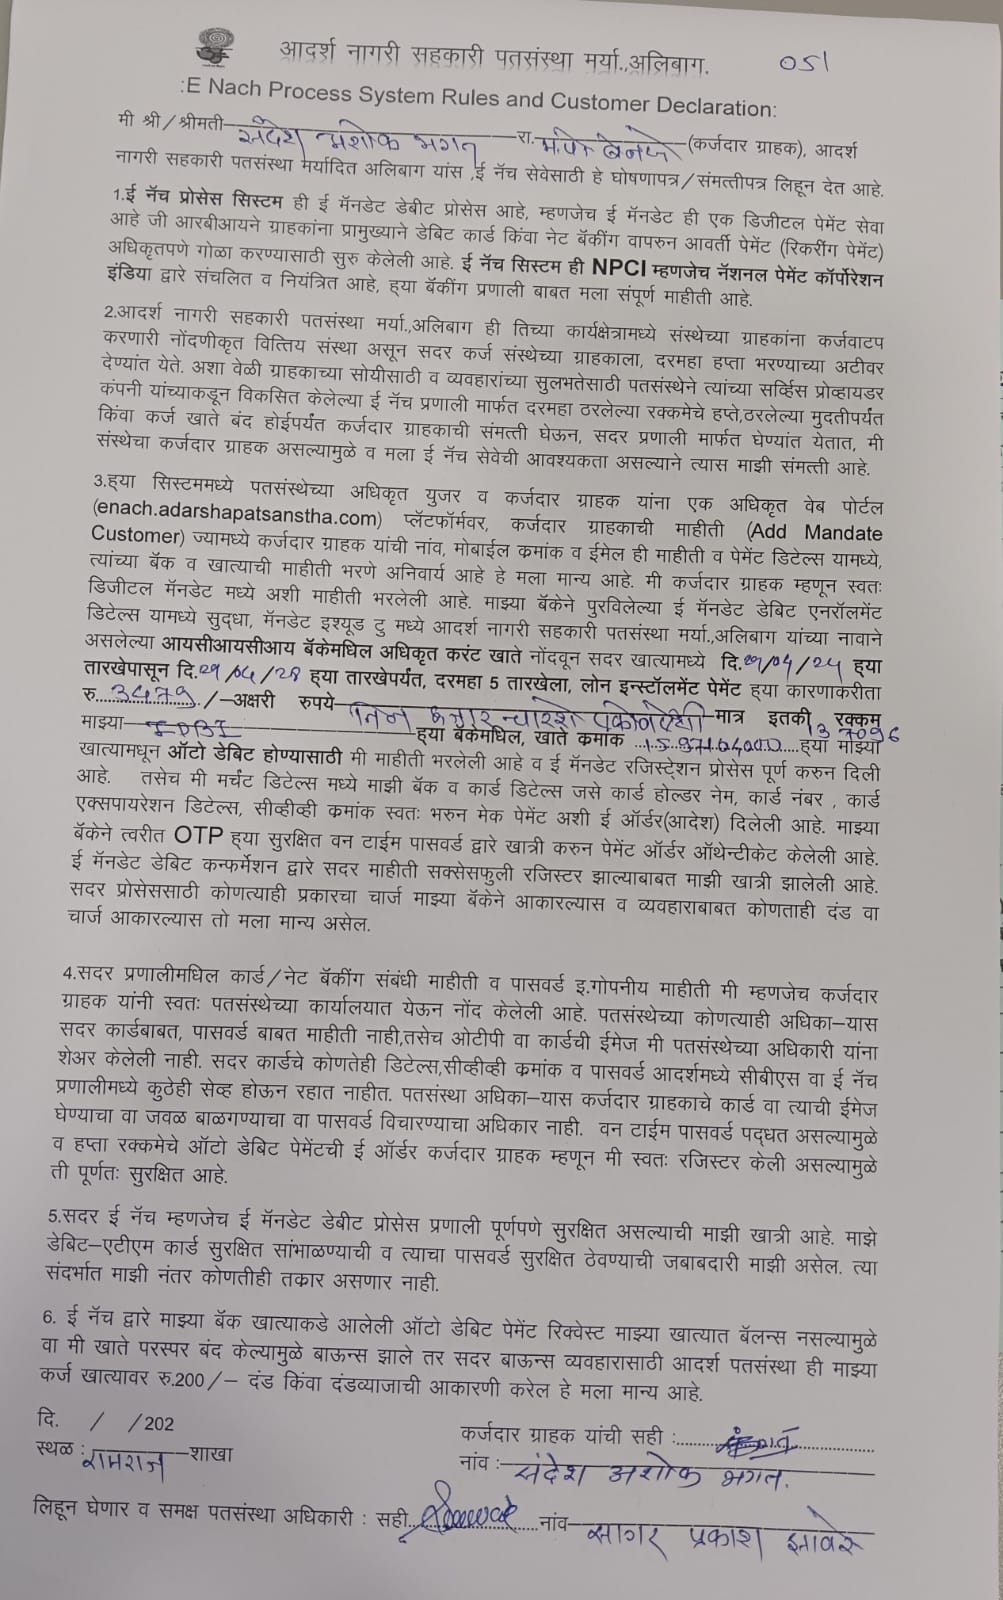 आदर्श नागरी सहकारी पतसंस्था मर्या.,अलिबाग.
051
:E Nach Process System Rules and Customer Declaration:
मी श्री/श्रीमती—संदेश अशोक भगत—रा. म.पो बेनसे—(कर्जदार ग्राहक), आदर्श
नागरी सहकारी पतसंस्था मर्यादित अलिबाग यांस ,ई नॅच सेवेसाठी हे घोषणापत्र/संमत्तीपत्र लिहून देत आहे.
1.ई नॅच प्रोसेस सिस्टम ही ई मॅनडेट डेबीट प्रोसेस आहे, म्हणजेच ई मॅनडेट ही एक डिजीटल पेमेंट सेवा
आहे जी आरबीआयने ग्राहकांना प्रामुख्याने डेबिट कार्ड किंवा नेट बॅकींग वापरुन आवर्ती पेमेंट (रिकरींग पेमेंट)
अधिकृतपणे गोळा करण्यासाठी सुरु केलेली आहे. ई नॅच सिस्टम ही NPCI म्हणजेच नॅशनल पेमेंट कॉर्पोरेशन
इंडिया द्वारे संचलित व नियंत्रित आहे, ह्या बॅकींग प्रणाली बाबत मला संपूर्ण माहीती आहे.
2.आदर्श नागरी सहकारी पतसंस्था मर्या.,अलिबाग ही तिच्या कार्यक्षेत्रामध्ये संस्थेच्या ग्राहकांना कर्जवाटप
करणारी नोंदणीकृत वित्तिय संस्था असून सदर कर्ज संस्थेच्या ग्राहकाला, दरमहा हप्ता भरण्याच्या अटीवर
देण्यांत येते. अशा वेळी ग्राहकाच्या सोयीसाठी व व्यवहारांच्या सुलभतेसाठी पतसंस्थेने त्यांच्या सर्व्हिस प्रोव्हायडर
कंपनी यांच्याकडून विकसित केलेल्या ई नॅच प्रणाली मार्फत दरमहा ठरलेल्या रक्कमेचे हप्ते,ठरलेल्या मुदतीपर्यंत
किंवा कर्ज खाते बंद होईपर्यंत कर्जदार ग्राहकाची संमत्ती घेऊन, सदर प्रणाली मार्फत घेण्यांत येतात, मी
संस्थेचा कर्जदार ग्राहक असल्यामुळे व मला ई नॅच सेवेची आवश्यकता असल्याने त्यास माझी संमत्ती आहे.
3.ह्या सिस्टममध्ये पतसंस्थेच्या अधिकृत युजर व कर्जदार ग्राहक यांना एक अधिकृत वेब पोर्टल
(enach.adarshapatsanstha.com) प्लॅटफॉर्मवर, कर्जदार ग्राहकाची माहीती (Add Mandate
Customer) ज्यामध्ये कर्जदार ग्राहक यांची नांव, मोबाईल क्रमांक व ईमेल ही माहीती व पेमेंट डिटेल्स यामध्ये,
त्यांच्या बॅक व खात्याची माहीती भरणे अनिवार्य आहे हे मला मान्य आहे. मी कर्जदार ग्राहक म्हणून स्वतः
डिजीटल मॅनडेट मध्ये अशी माहीती भरलेली आहे. माझ्या बॅकेने पुरविलेल्या ई मॅनडेट डेबिट एनरॉलमेंट
डिटेल्स यामध्ये सुद्धा, मॅनडेट इश्यूड टु मध्ये आदर्श नागरी सहकारी पतसंस्था मर्या.,अलिबाग यांच्या नावाने
असलेल्या आयसीआयसीआय बॅकेमधिल अधिकृत करंट खाते नोंदवून सदर खात्यामध्ये दि.29/04/24 ह्या
तारखेपासून दि.29/04/28 ह्या तारखेपर्यंत, दरमहा 5 तारखेला, लोन इन्स्टॉलमेंट पेमेंट ह्या कारणाकरीता
रु.3479/-अक्षरी रुपये—तिन हजार चारशे एकोणऐंशी—मात्र इतकी रक्कम
माझ्या—IDBI—ह्या बॅकेमधिल, खाते क्रमांक ह्या माझ्या
खात्यामधून ऑटो डेबिट होण्यासाठी मी माहीती भरलेली आहे व ई मॅनडेट रजिस्ट्रेशन प्रोसेस पूर्ण करुन दिली
आहे. तसेच मी मर्चंट डिटेल्स मध्ये माझी बॅक व कार्ड डिटेल्स जसे कार्ड होल्डर नेम, कार्ड नंबर , कार्ड
एक्सपायरेशन डिटेल्स, सीव्हीव्ही क्रमांक स्वतः भरुन मेक पेमेंट अशी ई ऑर्डर(आदेश) दिलेली आहे. माझ्या
बॅकेने त्वरीत OTP ह्या सुरक्षित वन टाईम पासवर्ड द्वारे खात्री करुन पेमेंट ऑर्डर ऑथेन्टीकेट केलेली आहे.
ई मॅनडेट डेबिट कन्फर्मेशन द्वारे सदर माहीती सक्सेसफुली रजिस्टर झाल्याबाबत माझी खात्री झालेली आहे.
सदर प्रोसेससाठी कोणत्याही प्रकारचा चार्ज माझ्या बॅकेने आकारल्यास व व्यवहाराबाबत कोणताही दंड वा
चार्ज आकारल्यास तो मला मान्य असेल.
4.सदर प्रणालीमधिल कार्ड/नेट बॅकींग संबंधी माहीती व पासवर्ड इ.गोपनीय माहीती मी म्हणजेच कर्जदार
ग्राहक यांनी स्वतः पतसंस्थेच्या कार्यालयात येऊन नोंद केलेली आहे. पतसंस्थेच्या कोणत्याही अधिका-यास
सदर कार्डबाबत, पासवर्ड बाबत माहीती नाही,तसेच ओटीपी वा कार्डची ईमेज मी पतसंस्थेच्या अधिकारी यांना
शेअर केलेली नाही. सदर कार्डचे कोणतेही डिटेल्स,सीव्हीव्ही क्रमांक व पासवर्ड आदर्शमध्ये सीबीएस वा ई नॅच
प्रणालीमध्ये कुठेही सेव्ह होऊन रहात नाहीत. पतसंस्था अधिका-यास कर्जदार ग्राहकाचे कार्ड वा त्याची ईमेज
घेण्याचा वा जवळ बाळगण्याचा वा पासवर्ड विचारण्याचा अधिकार नाही. वन टाईम पासवर्ड पद्धत असल्यामुळे
व हप्ता रक्कमेचे ऑटो डेबिट पेमेंटची ई ऑर्डर कर्जदार ग्राहक म्हणून मी स्वतः रजिस्टर केली असल्यामुळे
ती पूर्णतः सुरक्षित आहे.
5.सदर ई नॅच म्हणजेच ई मॅनडेट डेबीट प्रोसेस प्रणाली पूर्णपणे सुरक्षित असल्याची माझी खात्री आहे. माझे
डेबिट-एटीएम कार्ड सुरक्षित सांभाळण्याची व त्याचा पासवर्ड सुरक्षित ठेवण्याची जबाबदारी माझी असेल. त्या
संदर्भात माझी नंतर कोणतीही तक्रार असणार नाही.
6. ई नॅच द्वारे माझ्या बॅक खात्याकडे आलेली ऑटो डेबिट पेमेंट रिक्वेस्ट माझ्या खात्यात बॅलन्स नसल्यामुळे
वा मी खाते परस्पर बंद केल्यामुळे बाऊन्स झाले तर सदर बाऊन्स व्यवहारासाठी आदर्श पतसंस्था ही माझ्या
कर्ज खात्यावर रु.200/- दंड किंवा दंडव्याजाची आकारणी करेल हे मला मान्य आहे.
दि. / /202
कर्जदार ग्राहक यांची सही :
स्थळ : रामराज-शाखा
नांव :-संदेश अशोक भगत.
लिहून घेणार व समक्ष पतसंस्था अधिकारी : सही नांव-सागर प्रकाश झावरे